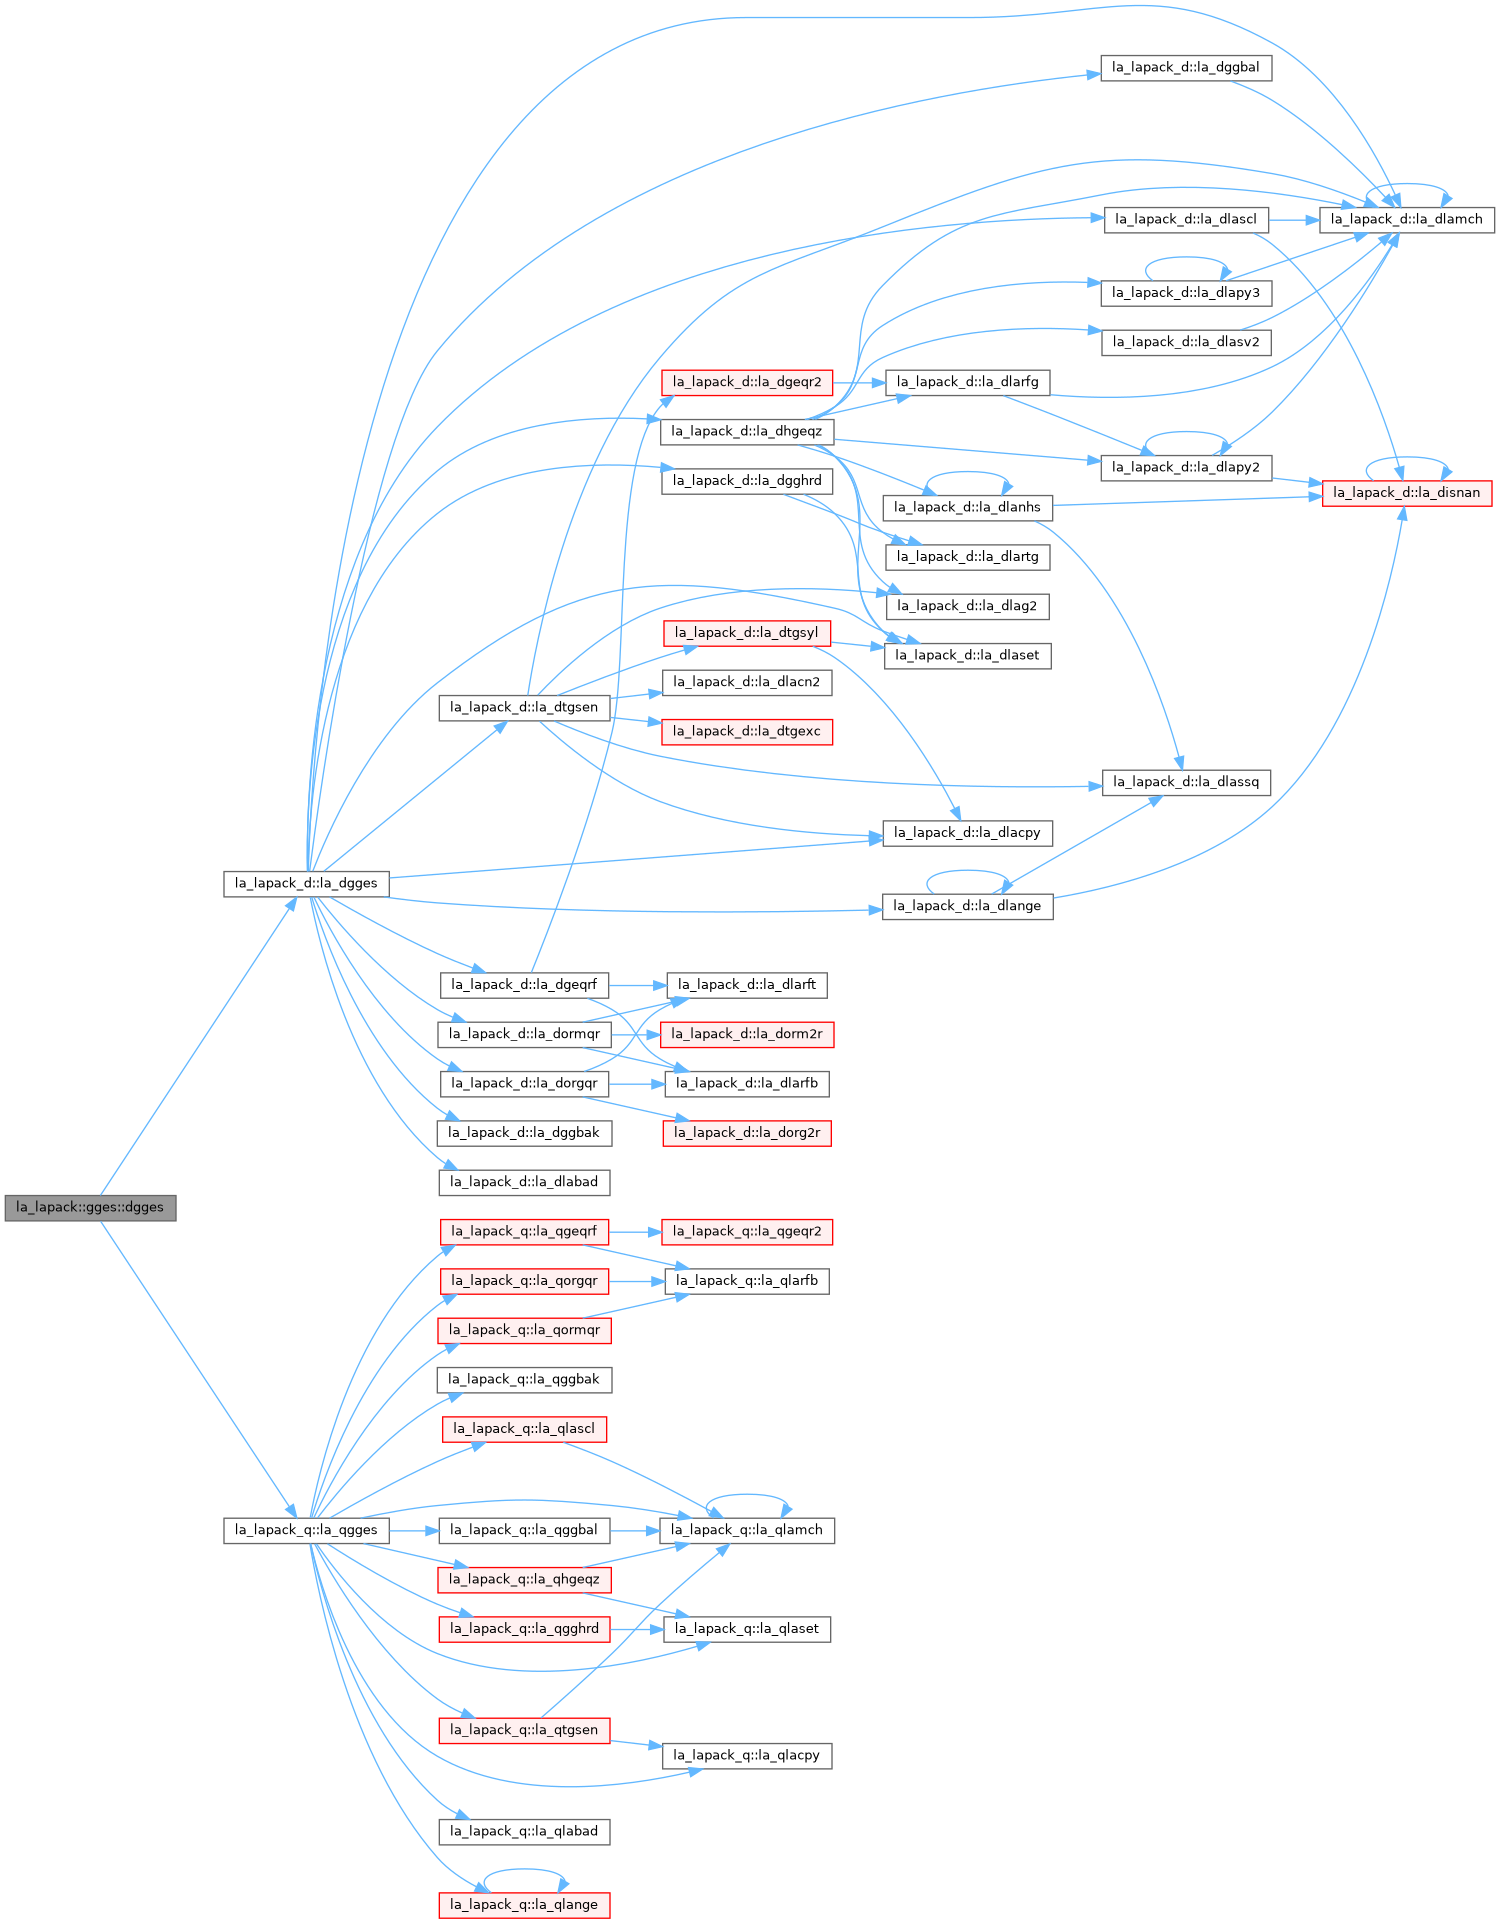 la_lapack_d::la_dggbal
la_lapack_d::la_dlascl
la_lapack_d::la_dlamch
la_lapack_d::la_dlapy3
la_lapack_d::la_dlasv2
la_lapack_d::la_dgeqr2
la_lapack_d::la_dlarfg
la_lapack_d::la_dhgeqz
la_lapack_d::la_dlapy2
la_lapack_d::la_dgghrd
la_lapack_d::la_disnan
la_lapack_d::la_dlanhs
la_lapack_d::la_dlartg
la_lapack_d::la_dlag2
la_lapack_d::la_dtgsyl
la_lapack_d::la_dlaset
la_lapack_d::la_dlacn2
la_lapack_d::la_dtgsen
la_lapack_d::la_dtgexc
la_lapack_d::la_dlassq
la_lapack_d::la_dlacpy
la_lapack_d::la_dgges
la_lapack_d::la_dlange
la_lapack_d::la_dgeqrf
la_lapack_d::la_dlarft
la_lapack_d::la_dormqr
la_lapack_d::la_dorm2r
la_lapack_d::la_dorgqr
la_lapack_d::la_dlarfb
la_lapack_d::la_dggbak
la_lapack_d::la_dorg2r
la_lapack_d::la_dlabad
la_lapack::gges::dgges
la_lapack_q::la_qgeqrf
la_lapack_q::la_qgeqr2
la_lapack_q::la_qorgqr
la_lapack_q::la_qlarfb
la_lapack_q::la_qormqr
la_lapack_q::la_qggbak
la_lapack_q::la_qlascl
la_lapack_q::la_qgges
la_lapack_q::la_qggbal
la_lapack_q::la_qlamch
la_lapack_q::la_qhgeqz
la_lapack_q::la_qgghrd
la_lapack_q::la_qlaset
la_lapack_q::la_qtgsen
la_lapack_q::la_qlacpy
la_lapack_q::la_qlabad
la_lapack_q::la_qlange